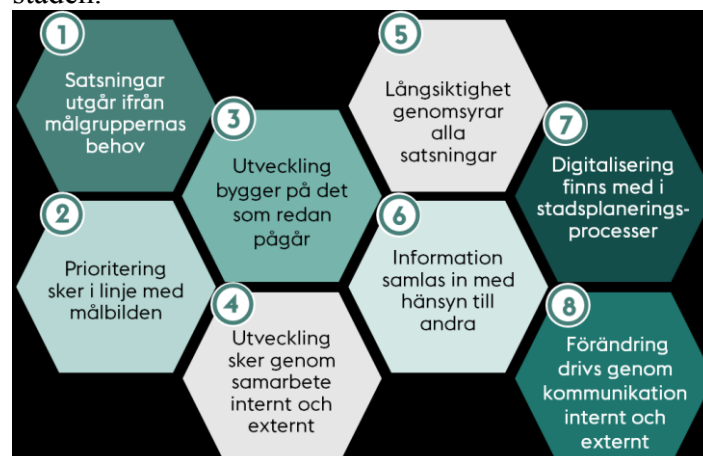 staden.
1
Satsningar
utgår ifrån
målgruppernas
behov
2
Prioritering
sker i linje med
målbilden
3
Utveckling
bygger på det
som redan
pågår
4
Utveckling
sker genom
samarbete
internt och
externt
5
Långsiktighet
genomsyrar
alla
satsningar
6
Information
samlas in med
hänsyn till
andra
7
Digitalisering
finns med i
stadsplanerings-
processer
8
Förändring
drivs genom
kommunikation
internt och
externt